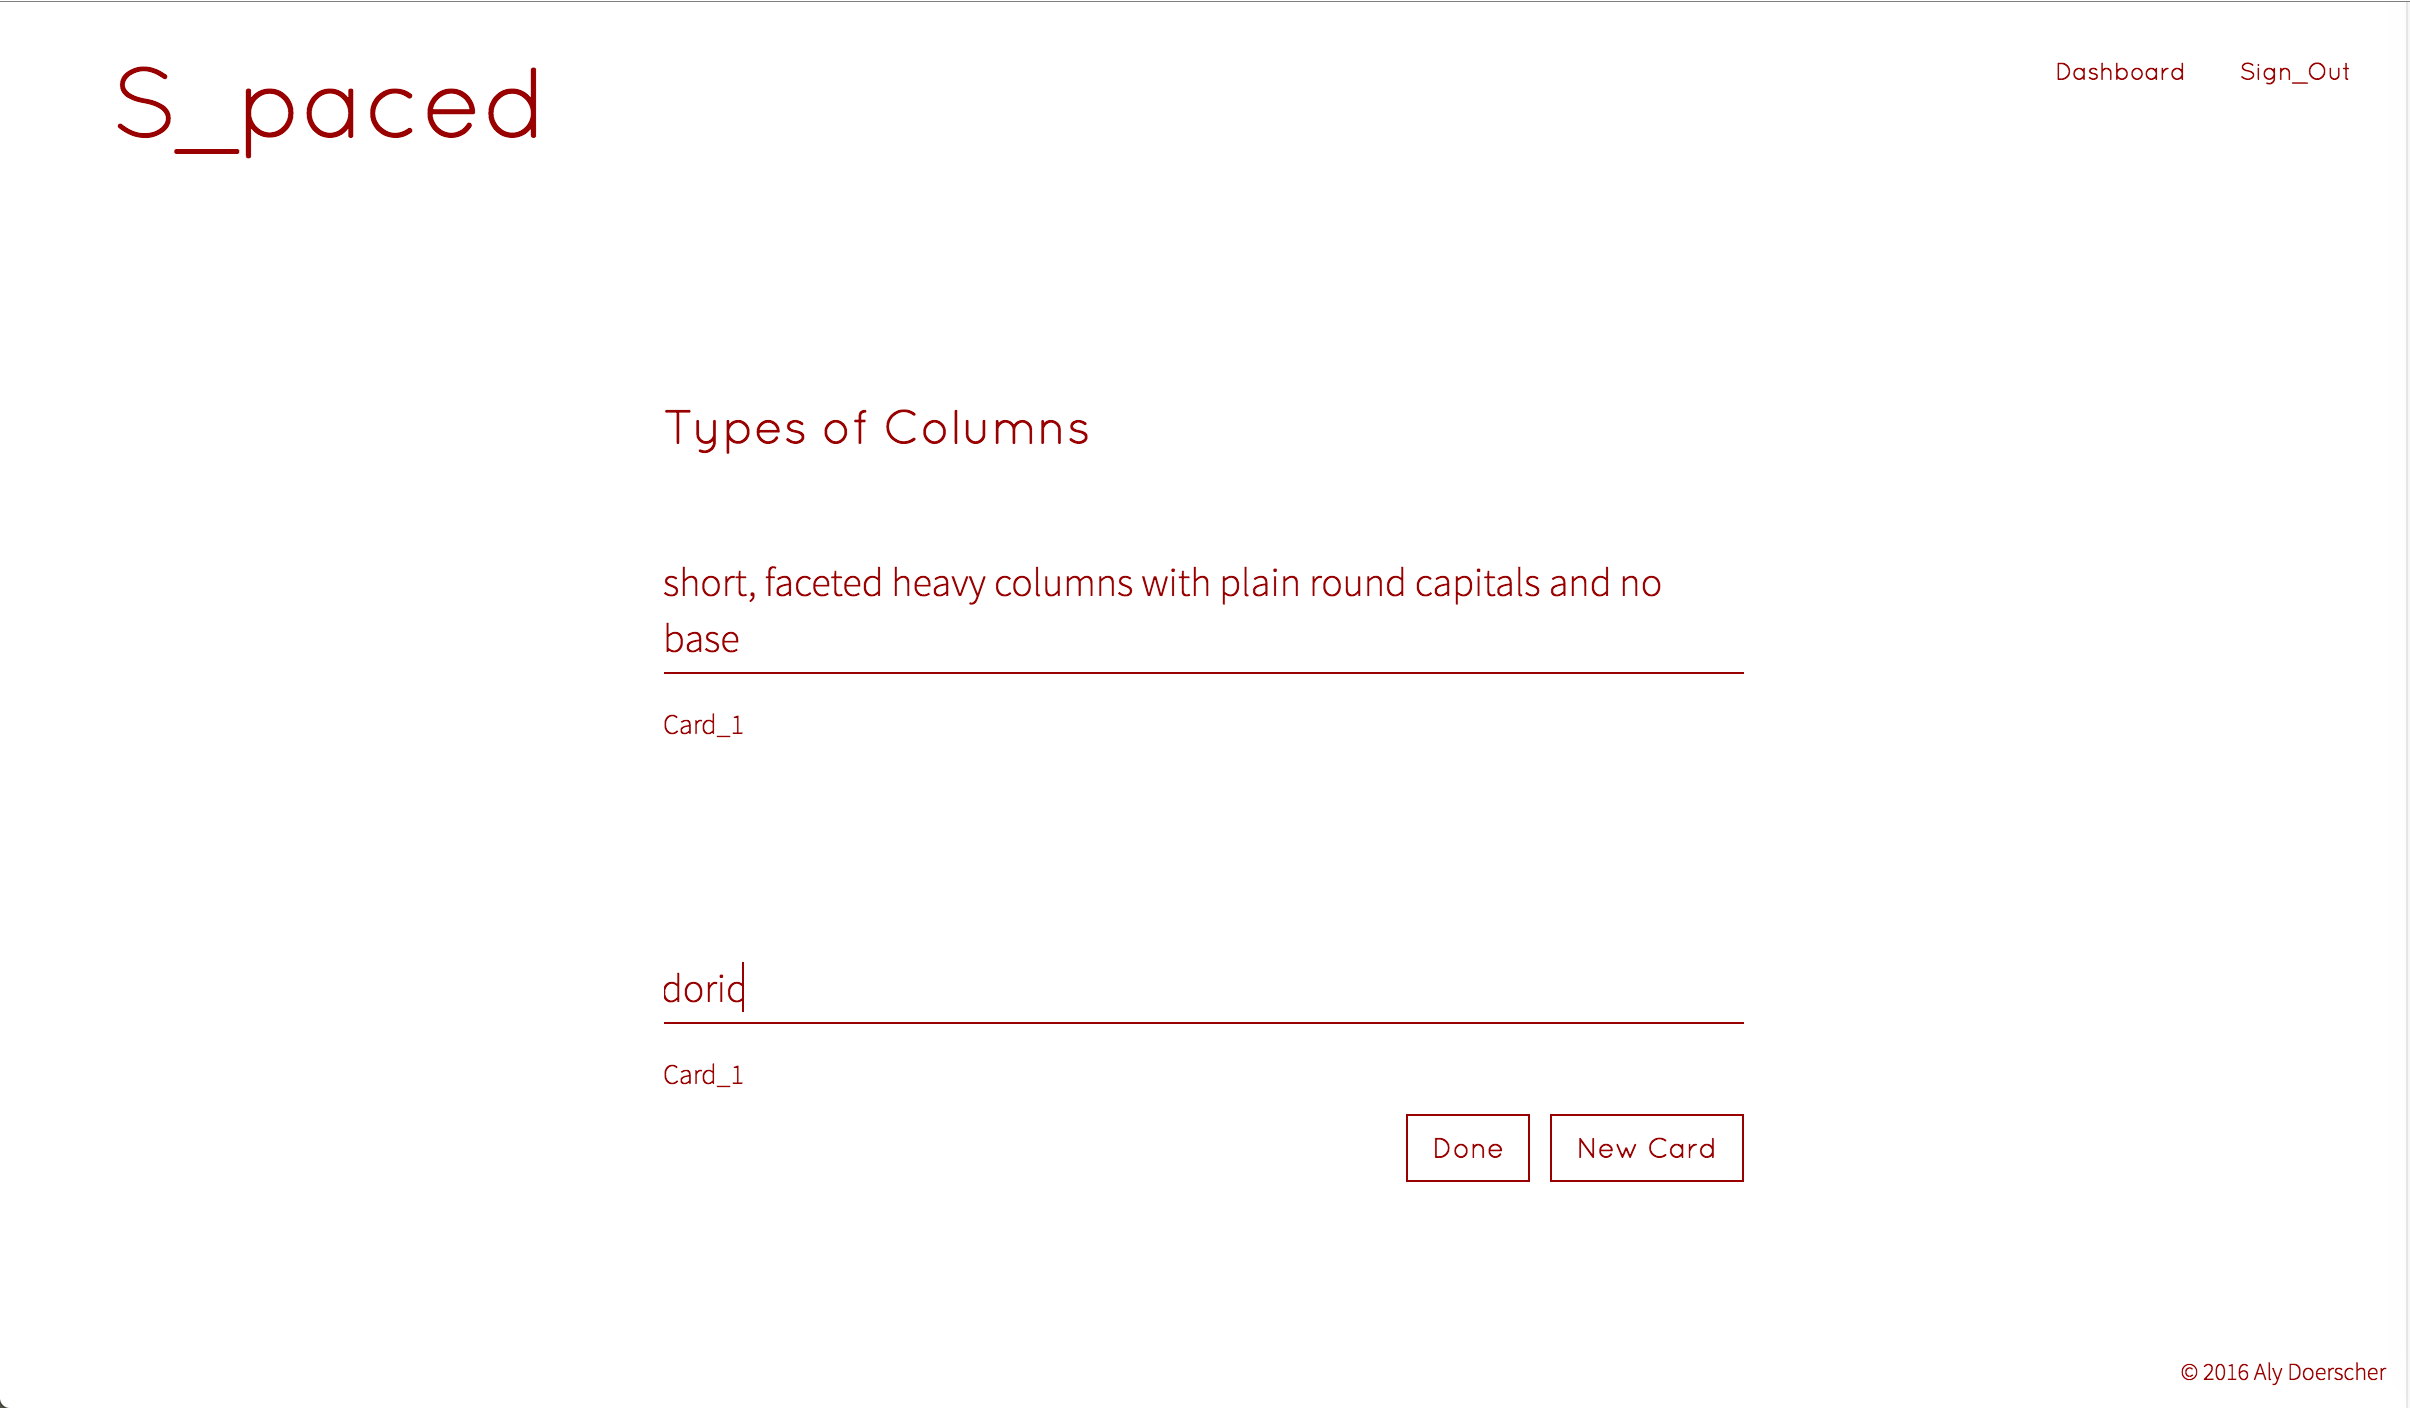 S_paced
Dashboard
Sign_Out
Types of Columns
short, faceted heavy columns with plain round capitals and no
base
Card_1
doric
Card_1
Done
New Card
© 2016 Aly Doerscher